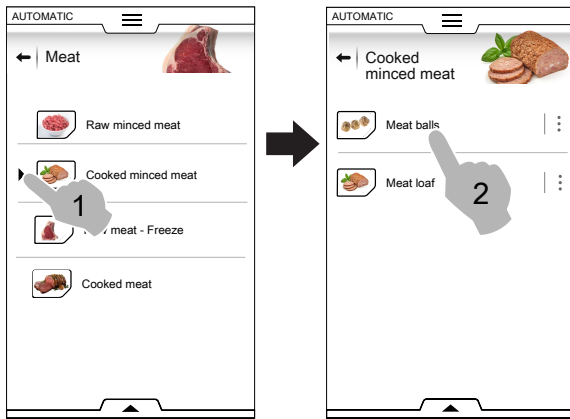 AUTOMATIC
Meat
Raw minced meat
Cooked minced meat
1
meat - Freeze
Cooked meat
AUTOMATIC
Cooked
minced meat
Meat balls
Meat loaf
2